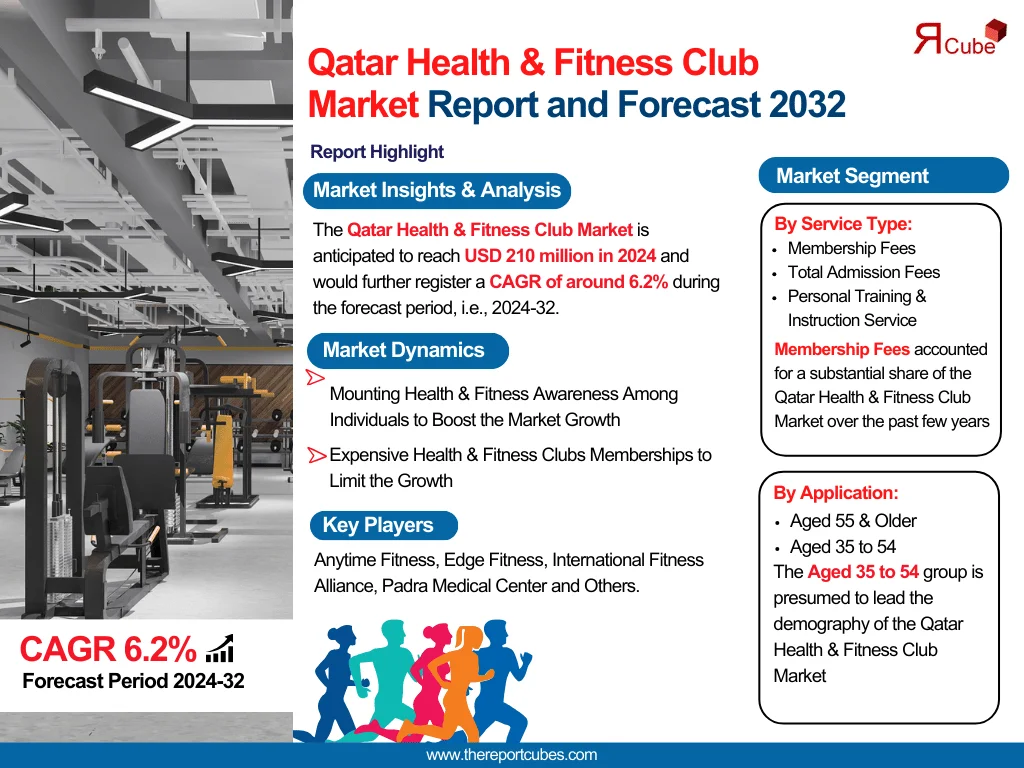 ЯCube
Qatar Health & Fitness Club
Market Report and Forecast 2032
Report Highlight
Market Insights & Analysis
The Qatar Health & Fitness Club Market is
anticipated to reach USD 210 million in 2024 and
would further register a CAGR of around 6.2% during
the forecast period, i.e., 2024-32.
Market Dynamics
Mounting Health & Fitness Awareness Among
Individuals to Boost the Market Growth
Expensive Health & Fitness Clubs Memberships to
Limit the Growth
Key Players
Anytime Fitness, Edge Fitness, International Fitness
Alliance, Padra Medical Center and Others.
Market Segment
By Service Type:
• Membership Fees
• Total Admission Fees
• Personal Training &
Instruction Service
Membership Fees accounted
for a substantial share of the
Qatar Health & Fitness Club
Market over the past few years
By Application:
• Aged 55 & Older
• Aged 35 to 54
The Aged 35 to 54 group is
presumed to lead the
demography of the Qatar
Health & Fitness Club
Market
CAGR 6.2%
Forecast Period 2024-32
www.thereportcubes.com